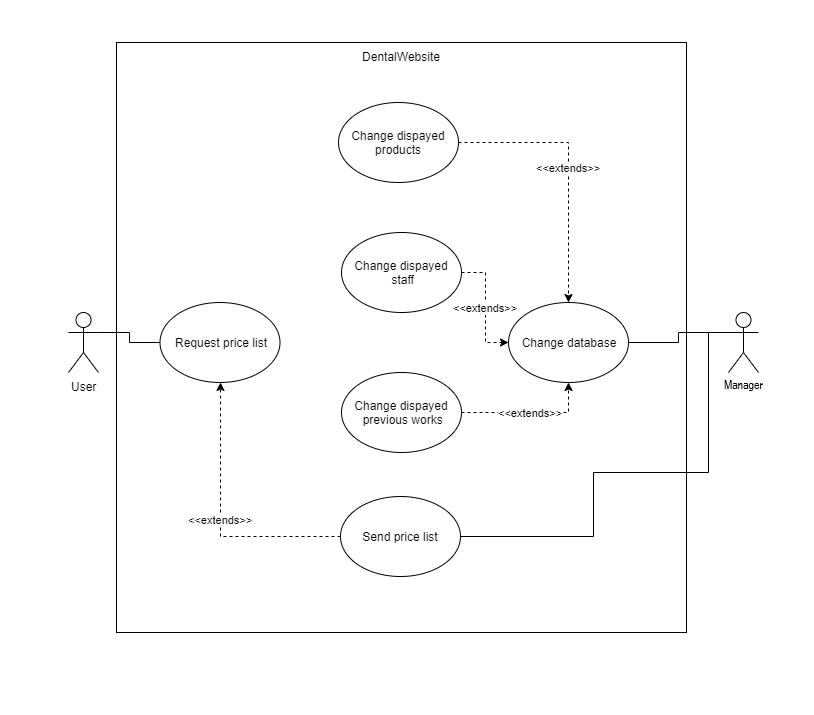 DentalWebsite
Change dispayed
products
<<extends>>
Change dispayed
staff
<<extends>>
Request price list
Change database
User
Manager
Change dispayed
previous works
<<extends>>
<<extends>>
Send price list